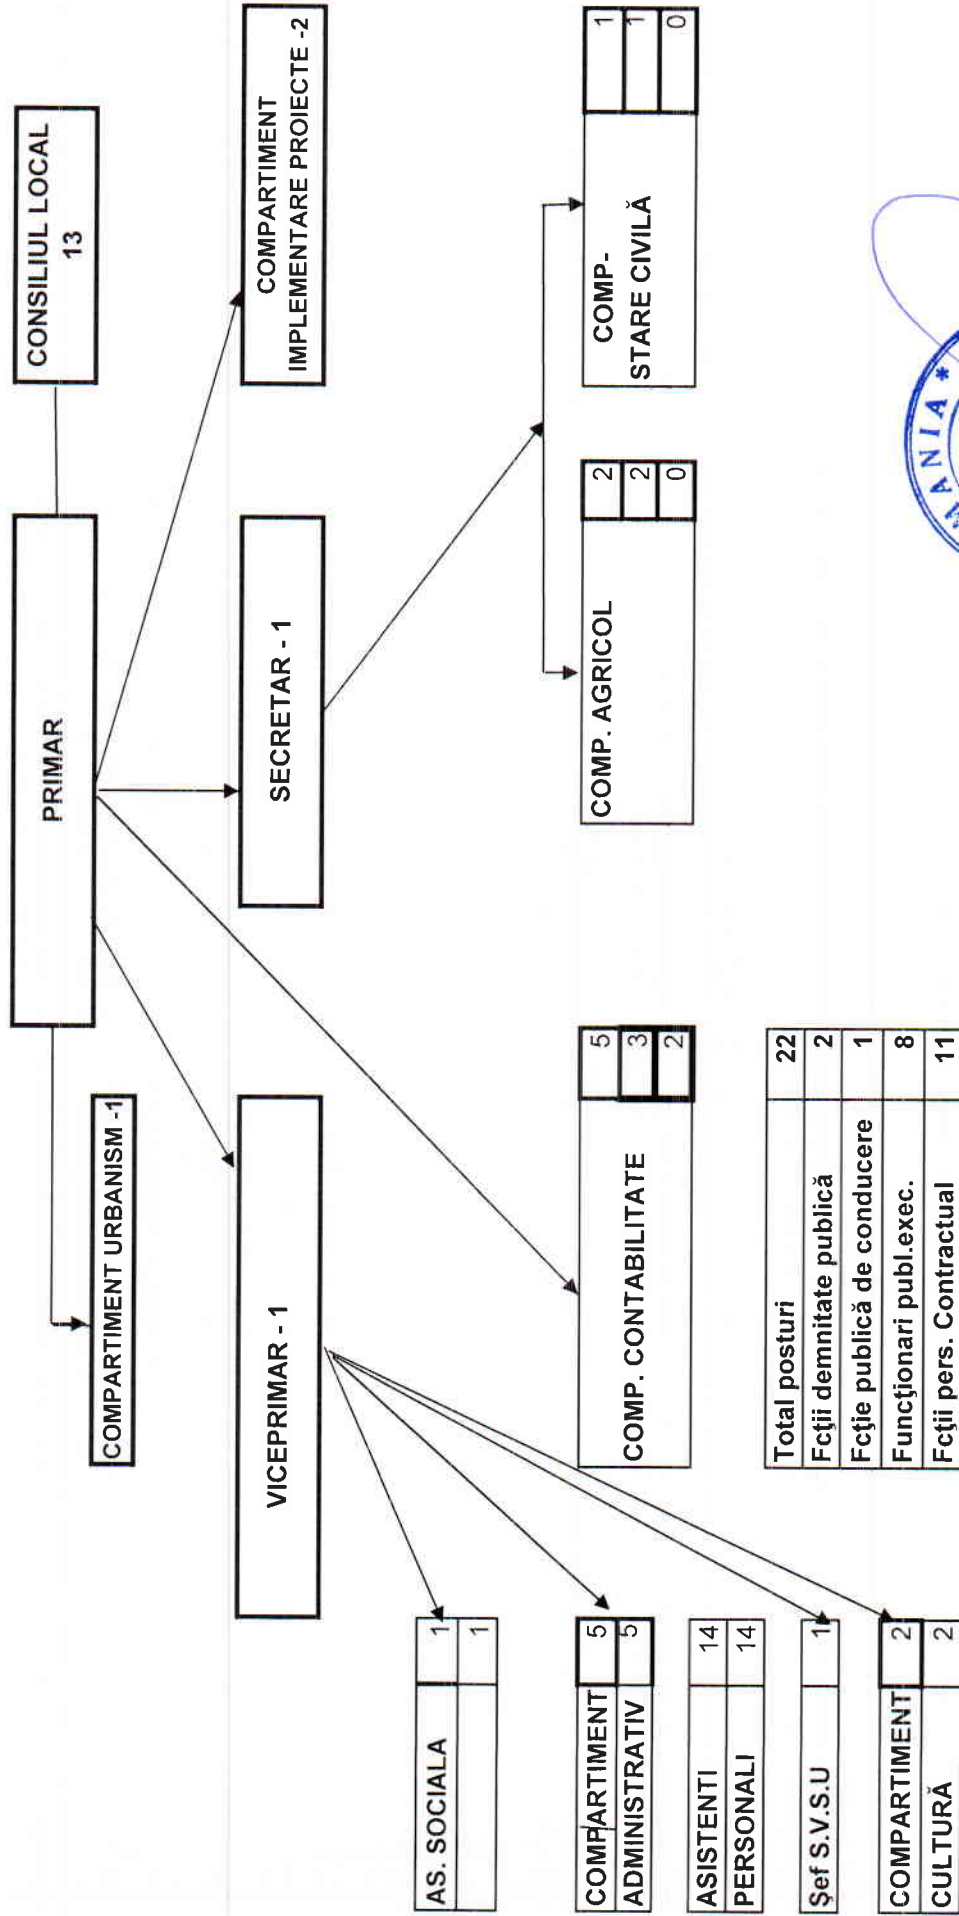 CONSILIUL LOCAL
13
PRIMAR
COMPARTIMENT URBANISM -1
COMPARTIMENT
IMPLEMENTARE PROIECTE -2
SECRETAR - 1
VICEPRIMAR - 1
AS. SOCIALA 1
1
COMPARTIMENT 5
ADMINISTRATIV 5
ASISTENTI 14
PERSONALI 14
Şef S.V.S.U 1
COMPARTIMENT 2
CULTURĂ 2
COMP. CONTABILITATE 5
3
2
COMP. AGRICOL 2
2
0
COMP- 1
STARE CIVILĂ 1
0
Total posturi 22
Fcţii demnitate publică 2
Fcţie publică de conducere 1
Funcţionari publ.exec. 8
Fcţii pers. Contractual 11
MANIA *